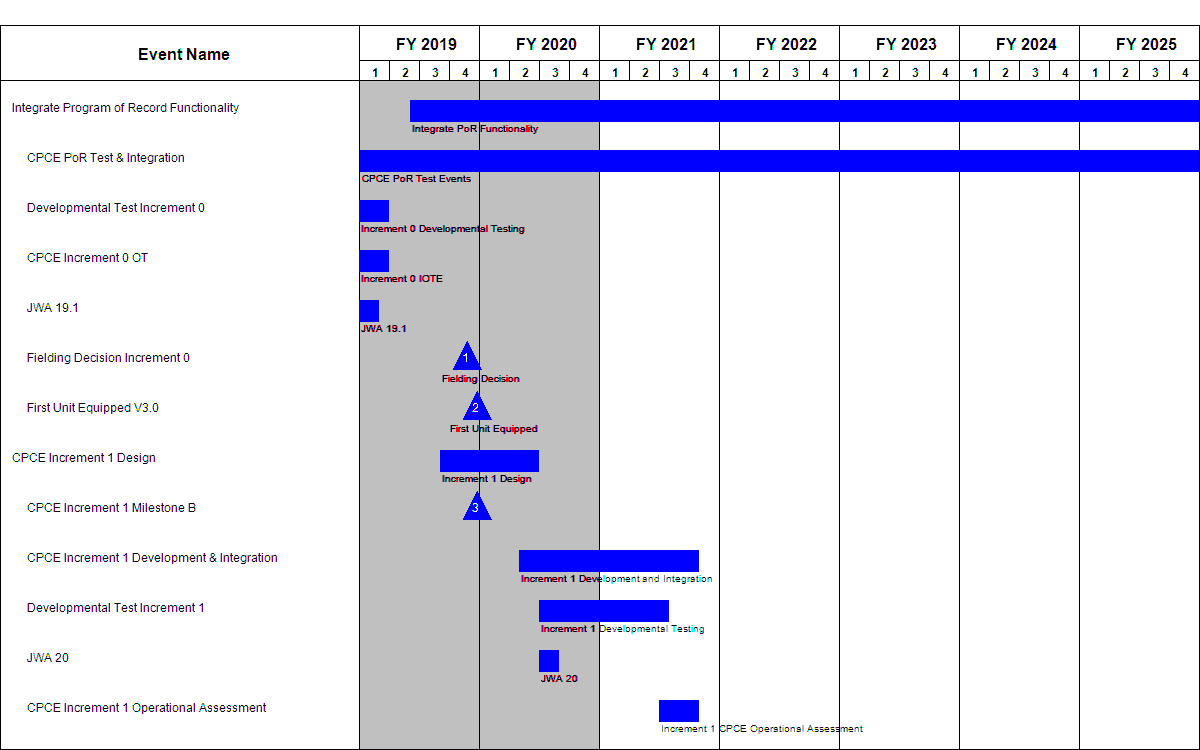 Event Name
FY 2019 FY 2020 FY 2021 FY 2022 FY 2023 FY 2024 FY 2025
1 2 3 4 1 2 3 4 1 2 3 4 1 2 3 4 1 2 3 4 1 2 3 4 1 2 3 4
Integrate Program of Record Functionality
Integrate PoR Functionality
CPCE PoR Test & Integration
CPCE PoR Test Events
Developmental Test Increment 0
Increment 0 Developmental Testing
CPCE Increment 0 OT
Increment 0 IOTE
JWA 19.1
JWA 19.1
Fielding Decision Increment 0
1
Fielding Decision
First Unit Equipped V3.0
2
First Unit Equipped
CPCE Increment 1 Design
Increment 1 Design
CPCE Increment 1 Milestone B
3
CPCE Increment 1 Development & Integration
Increment 1 Development and Integration
Developmental Test Increment 1
Increment 1 Developmental Testing
JWA 20
JWA 20
CPCE Increment 1 Operational Assessment
Increment 1 CPCE Operational Assessment